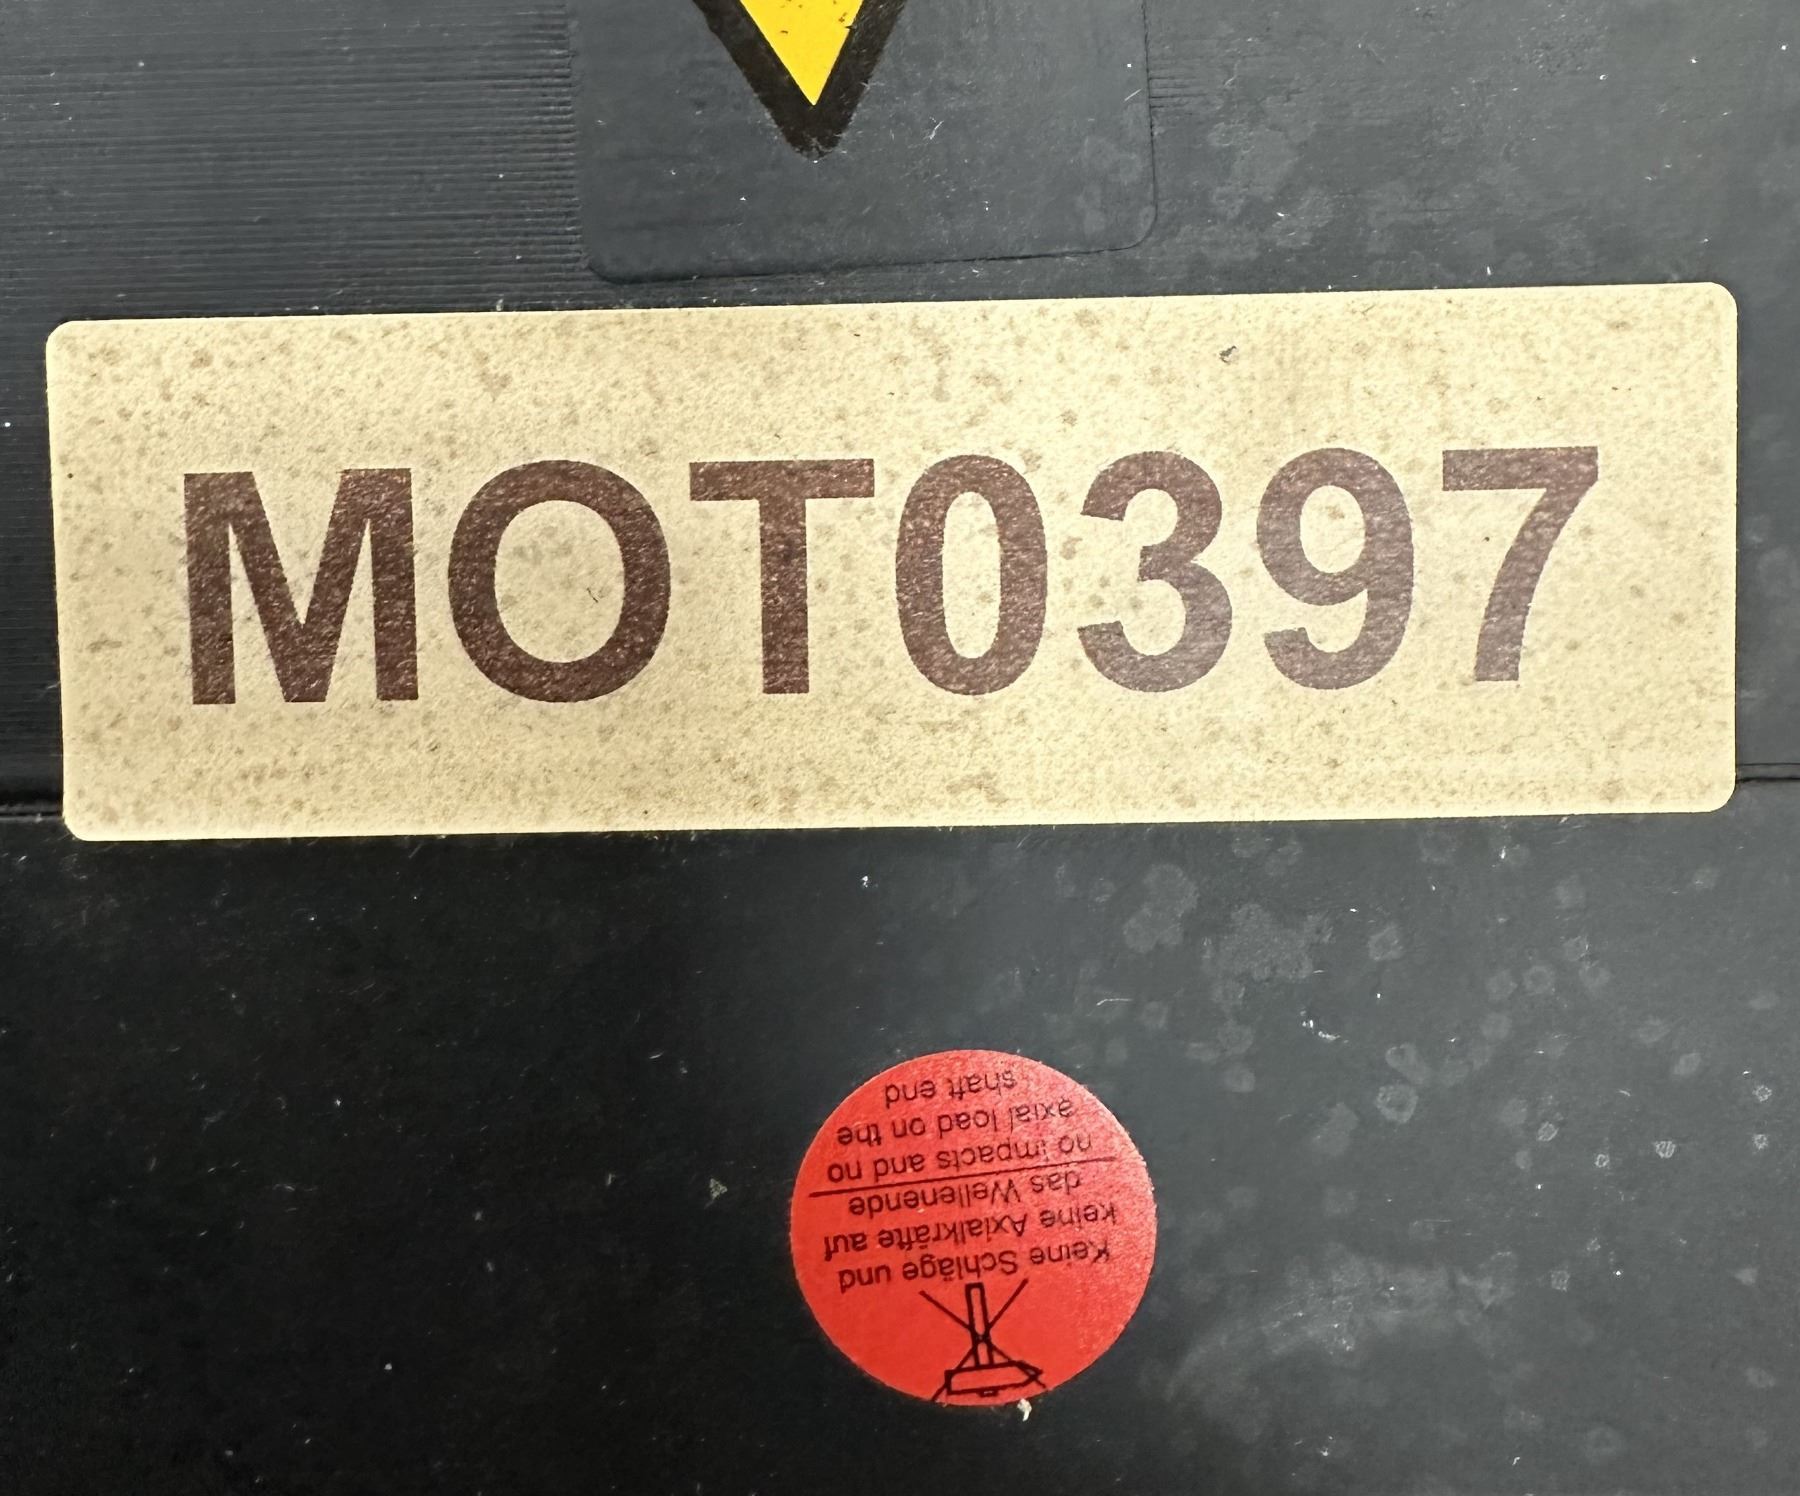 MOT0397
Keine Schläge und
keine Axialkräfte auf
das Wellenende
no impacts and no
axial load on the
shaft end